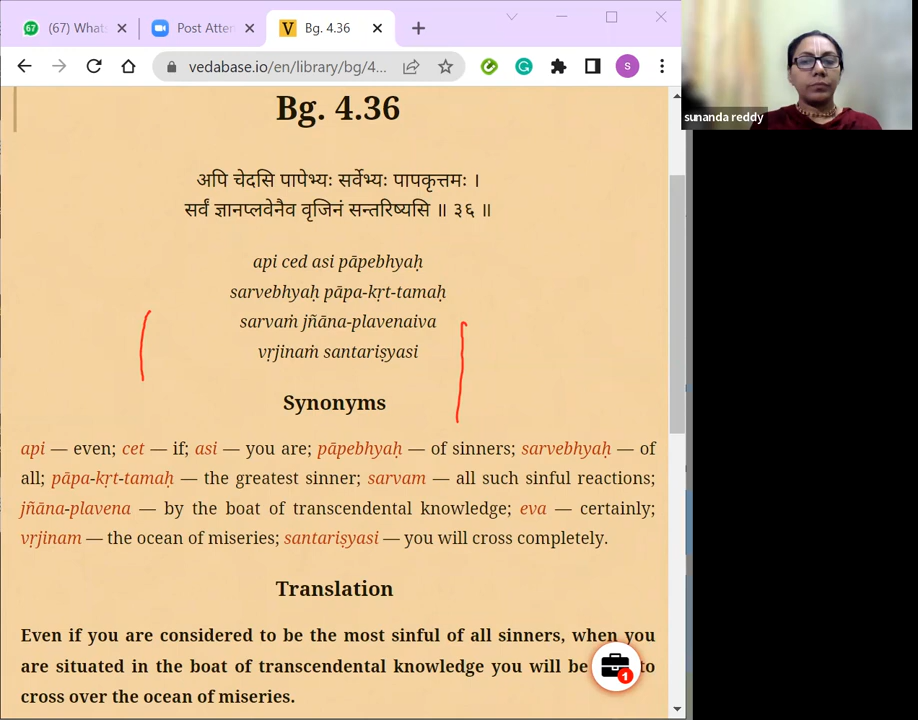 (67) Whats
Post Atten
Bg. 4.36
vedabase.io/en/library/bg/4...
S
sunanda reddy
Bg. 4.36
अपि चेदसि पापेभ्यः सर्वेभ्यः पापकृत्तमः ।
सर्वं ज्ञानप्लवेनैव वृजिनं सन्तरिष्यसि ॥ ३६ ॥
api ced asi pāpebhyaḥ
sarvebhyaḥ pāpa-kṛt-tamaḥ
sarvaṁ jñāna-plavenaiva
vṛjinaṁ santariṣyasi
Synonyms
api — even; cet — if; asi — you are; pāpebhyaḥ — of sinners; sarvebhyaḥ — of
all; pāpa-kṛt-tamaḥ — the greatest sinner; sarvam — all such sinful reactions;
jñāna-plavena — by the boat of transcendental knowledge; eva — certainly;
vṛjinam — the ocean of miseries; santariṣyasi — you will cross completely.
Translation
Even if you are considered to be the most sinful of all sinners, when you
are situated in the boat of transcendental knowledge you will be to
cross over the ocean of miseries.
1